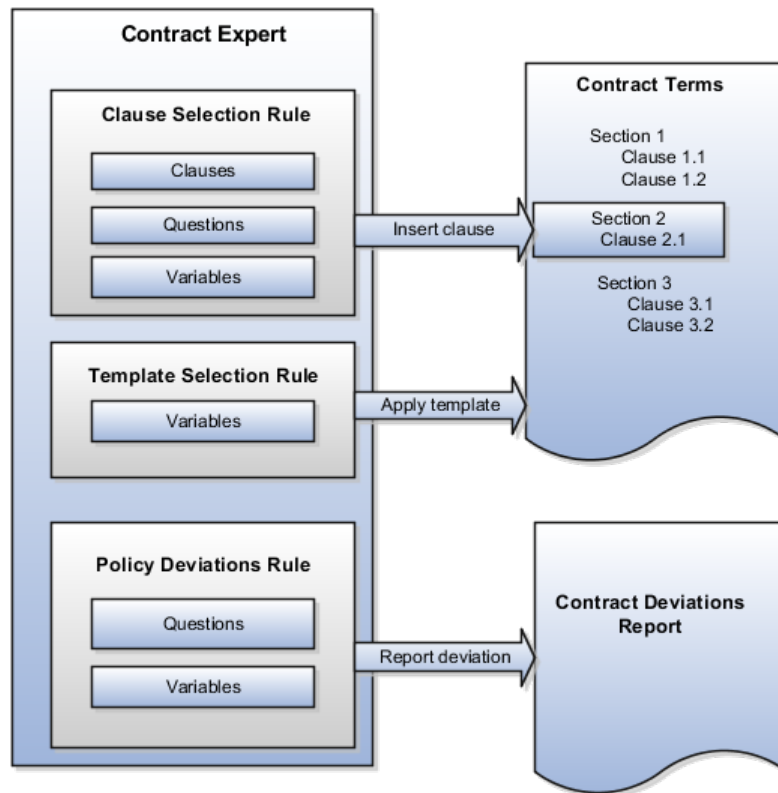 Contract Expert
Clause Selection Rule
Clauses
Questions
Variables
Insert clause
Template Selection Rule
Variables
Apply template
Policy Deviations Rule
Questions
Variables
Report deviation
Contract Terms
Section 1
Clause 1.1
Clause 1.2
Section 2
Clause 2.1
Section 3
Clause 3.1
Clause 3.2
Contract Deviations
Report